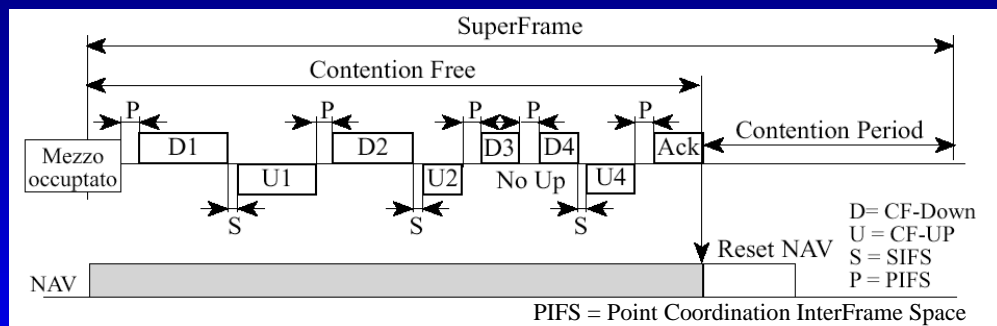 SuperFrame
Contention Free
P P P P P
D1 D2 D3 D4 Ack
Contention Period
Mezzo
occuptato
U1 U2 No Up U4
S S S
D= CF-Down
U = CF-UP
S = SIFS
P = PIFS
Reset NAV
NAV
PIFS = Point Coordination InterFrame Space